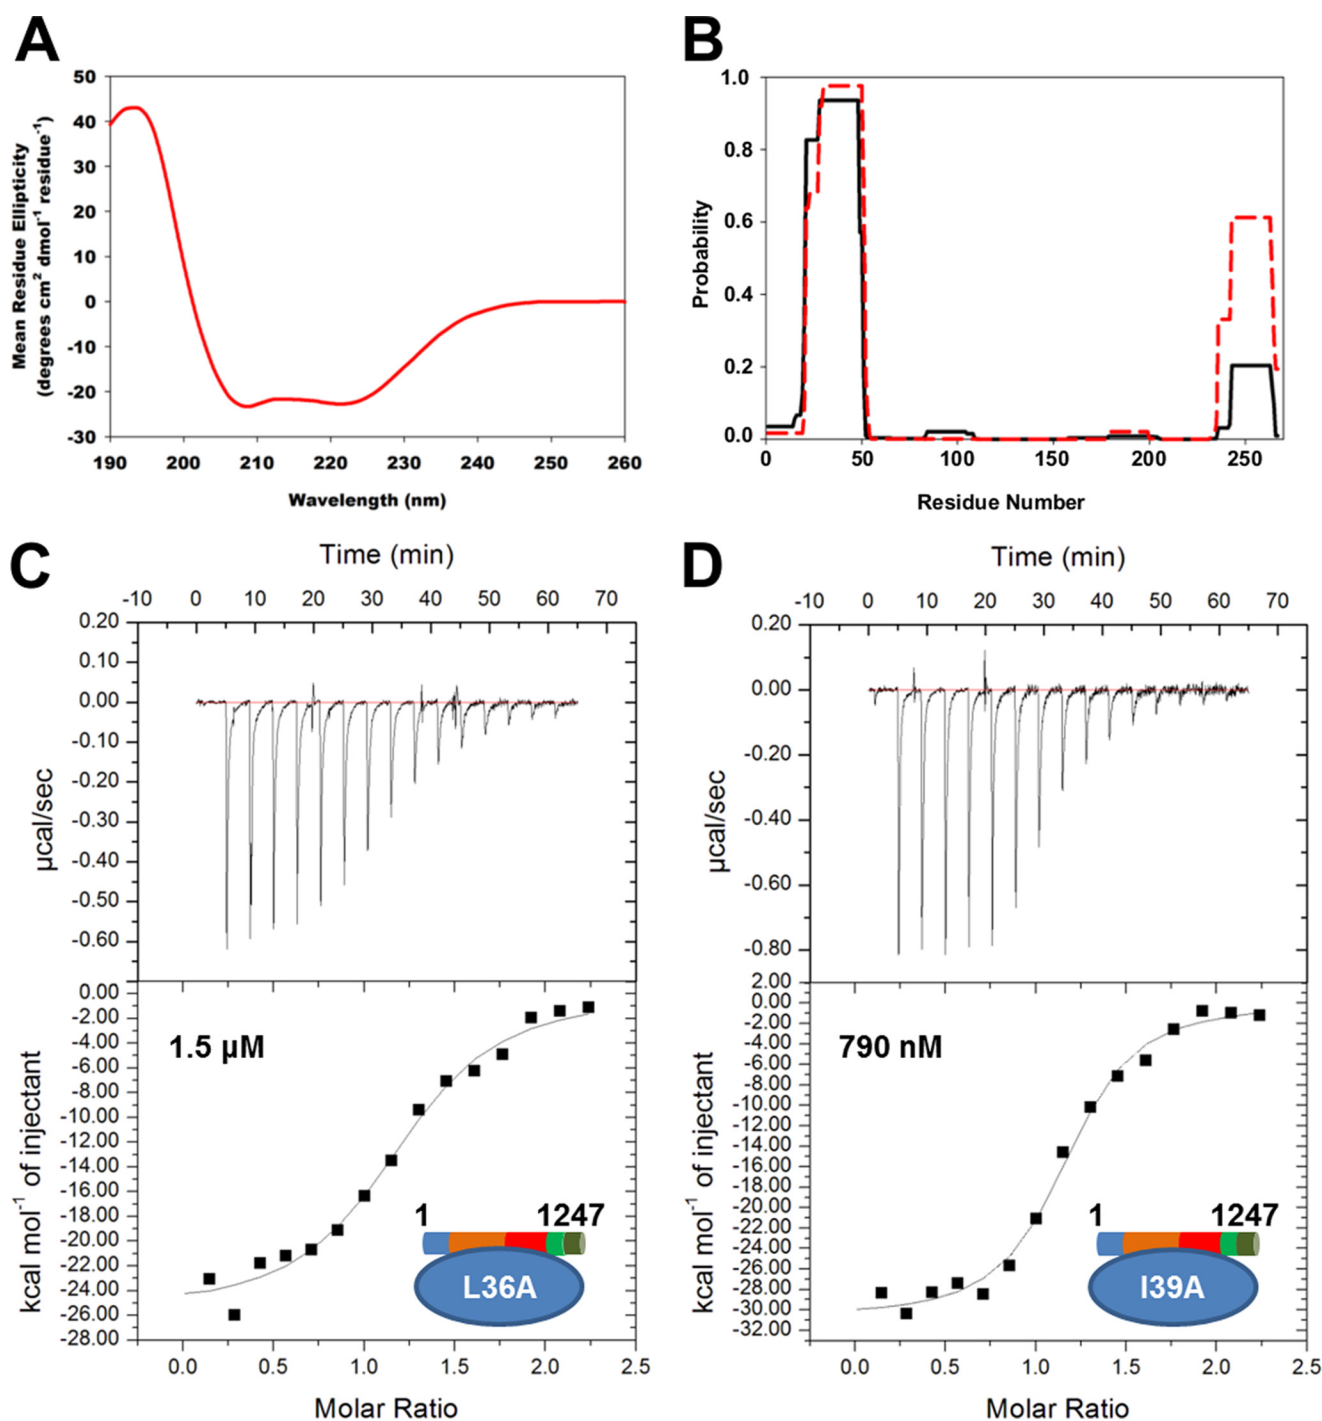 A
Mean Residue Ellipticity
(degrees cm² dmol⁻¹ residue⁻¹)
50
40
30
20
10
0
-10
-20
-30
190 200 210 220 230 240 250 260
Wavelength (nm)
B
Probability
1.0
0.8
0.6
0.4
0.2
0.0
0 50 100 150 200 250
Residue Number
C
Time (min)
-10 0 10 20 30 40 50 60 70
µcal/sec
0.20
0.10
0.00
-0.10
-0.20
-0.30
-0.40
-0.50
-0.60
kcal mol⁻¹ of injectant
0.00
-2.00
-4.00
-6.00
-8.00
-10.00
-12.00
-14.00
-16.00
-18.00
-20.00
-22.00
-24.00
-26.00
-28.00
1.5 µM
1 1247
L36A
0.0 0.5 1.0 1.5 2.0 2.5
Molar Ratio
D
Time (min)
-10 0 10 20 30 40 50 60 70
µcal/sec
0.20
0.00
-0.20
-0.40
-0.60
-0.80
kcal mol⁻¹ of injectant
2.00
0.00
-2.00
-4.00
-6.00
-8.00
-10.00
-12.00
-14.00
-16.00
-18.00
-20.00
-22.00
-24.00
-26.00
-28.00
-30.00
-32.00
790 nM
1 1247
I39A
0.0 0.5 1.0 1.5 2.0 2.5
Molar Ratio